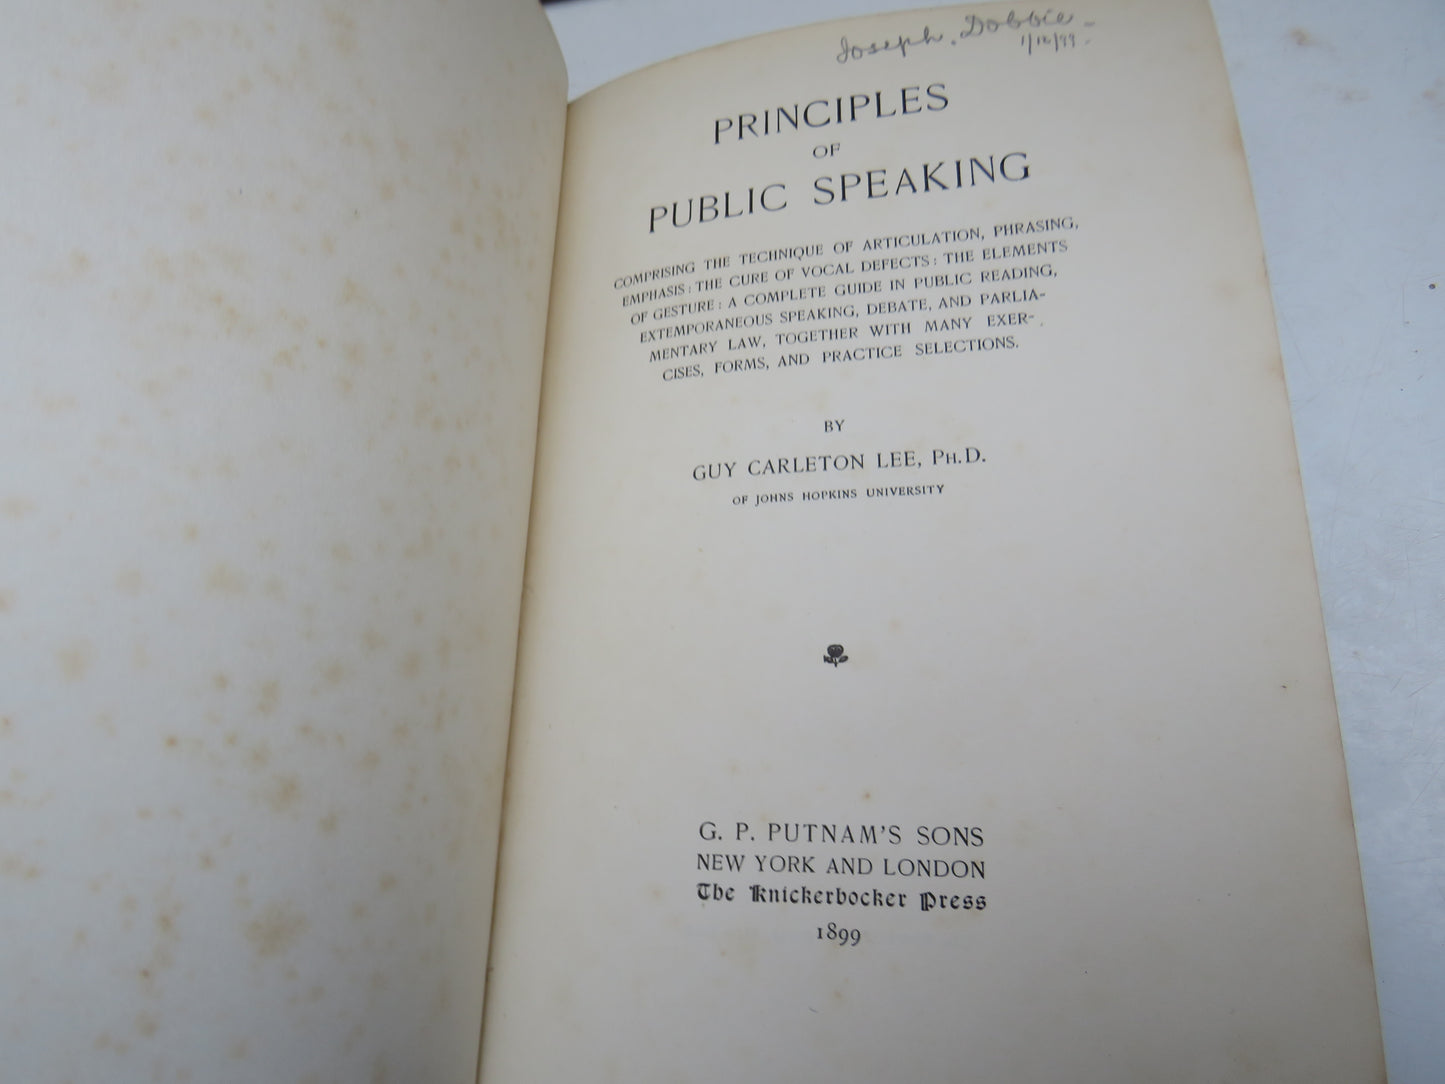 Joseph. Dobbie -
1/12/99.
PRINCIPLES
OF
PUBLIC SPEAKING
COMPRISING THE TECHNIQUE OF ARTICULATION, PHRASING,
EMPHASIS: THE CURE OF VOCAL DEFECTS: THE ELEMENTS
OF GESTURE: A COMPLETE GUIDE IN PUBLIC READING,
EXTEMPORANEOUS SPEAKING, DEBATE, AND PARLIA-
MENTARY LAW, TOGETHER WITH MANY EXER-
CISES, FORMS, AND PRACTICE SELECTIONS.
BY
GUY CARLETON LEE, PH.D.
OF JOHNS HOPKINS UNIVERSITY
G. P. PUTNAM'S SONS
NEW YORK AND LONDON
The Knickerbocker Press
1899